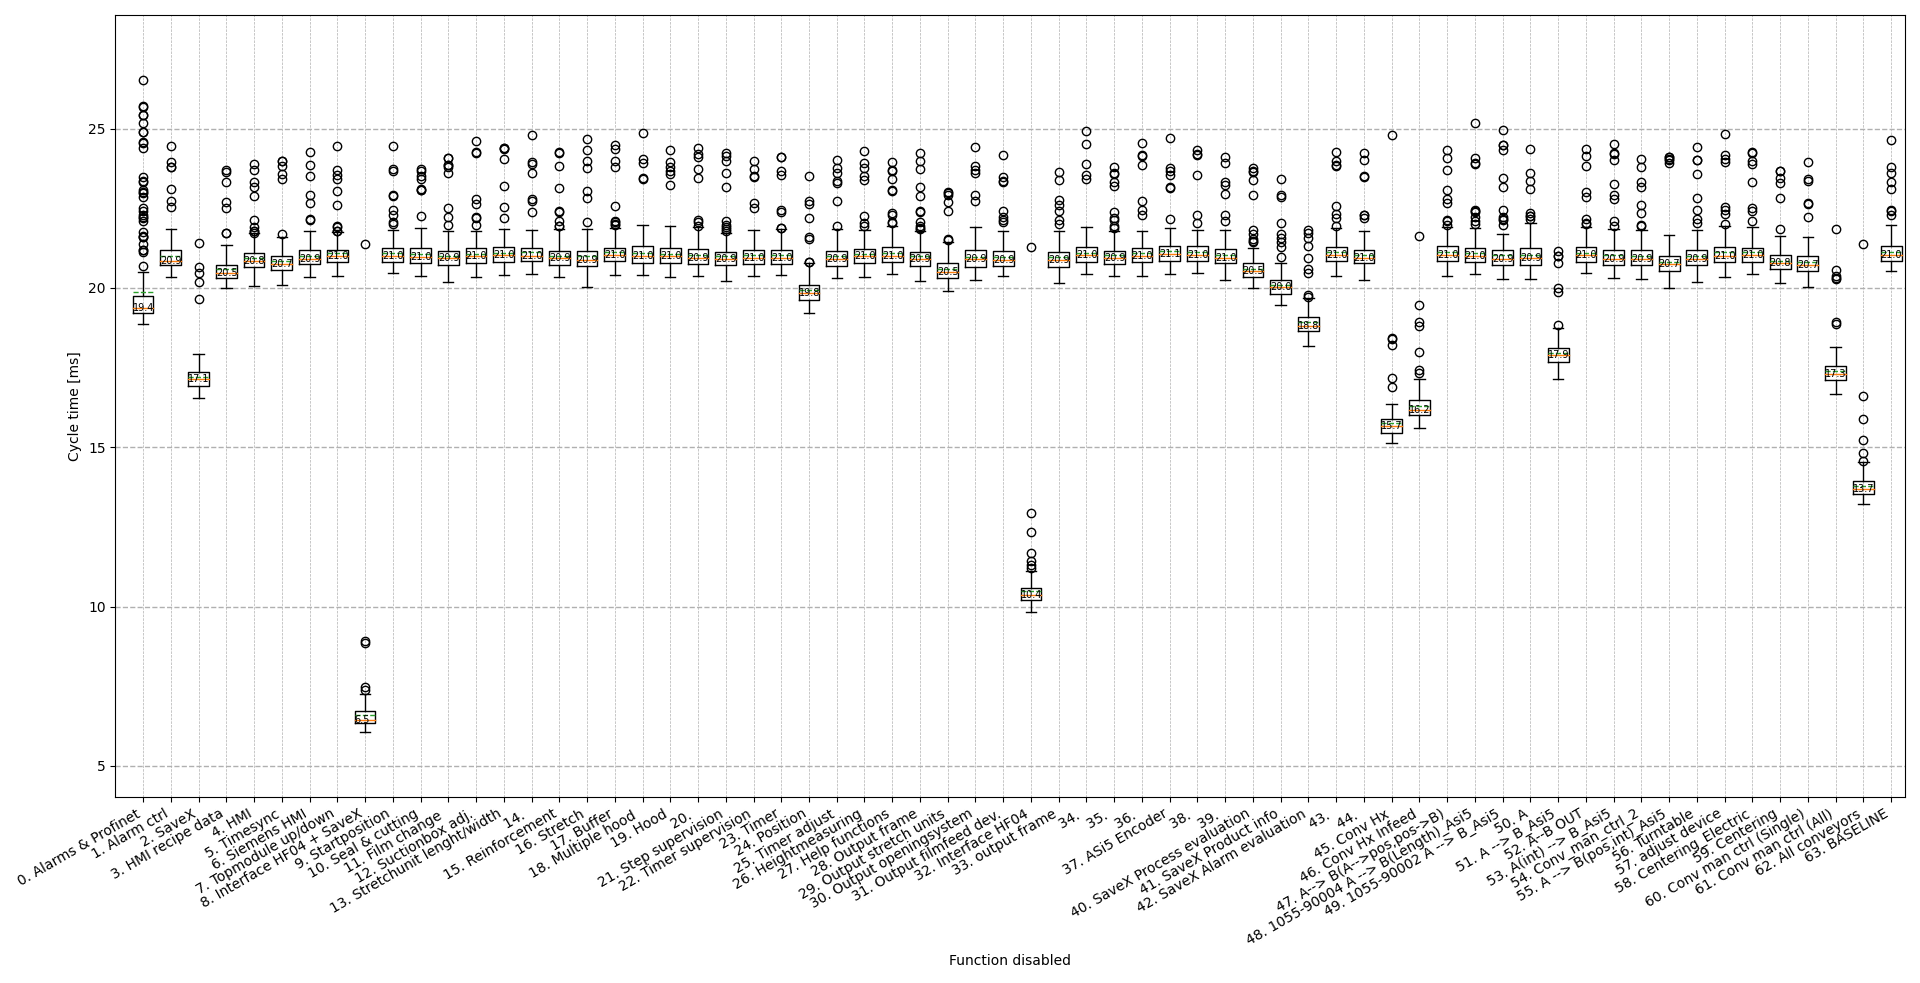 25
20
15
10
5
Cycle time [ms]
19.4
20.9
17.1
20.5
20.8
20.7
20.9
21.0
6.5
21.0
21.0
20.9
21.0
21.0
21.0
20.9
20.9
21.0
21.0
21.0
20.9
20.9
20.9
20.9
19.8
20.9
21.0
21.0
20.9
20.5
20.9
20.9
10.4
20.9
21.0
20.9
21.0
21.1
21.0
21.0
20.5
20.0
18.8
21.0
21.0
15.7
16.2
21.0
21.0
20.9
20.9
17.9
21.0
20.9
20.9
20.7
20.9
21.0
21.0
20.8
20.7
17.3
13.7
21.0
0. Alarms & Profinet
1. Alarm ctrl
2. SaveX
3. HMI recipe data
4. HMI
5. Timesync
6. Siemens HMI
7. Topmodule up/down
8. Interface HF04 + SaveX
9. Startposition
10. Seal & cutting
11. Film change
12. Suctionbox adj.
13. Stretchunit lenght/width
14.
15. Reinforcement
16. Stretch
17. Buffer
18. Multiple hood
19. Hood
20.
21. Step supervision
22. Timer supervision
23. Timer
24. Position
25. Timer adjust
26. Heightmeasuring
27. Help functions
28. Output frame
29. Output stretch units
30. Output openingsystem
31. Output filmfeed dev.
32. Interface HF04
33. output frame
34.
35.
36.
37. ASi5 Encoder
38.
39.
40. SaveX Process evaluation
41. SaveX Product info
42. SaveX Alarm evaluation
43.
44.
45. Conv Hx
46. Conv Hx Infeed
47. A--> B(A-->pos,pos->B)
48. 1055-90004 A --> B(Length)_Asi5
49. 1055-90002 A --> B_Asi5
50. A
51. A --> B_Asi5
52. A--B OUT
53. A(int) --> B_Asi5
54. Conv_man_ctrl_2
55. A --> B(pos,int)_Asi5
56. Turntable
57. adjust device
58. Centering Electric
59. Centering
60. Conv man ctrl (Single)
61. Conv man ctrl (All)
62. All conveyors
63. BASELINE
Function disabled